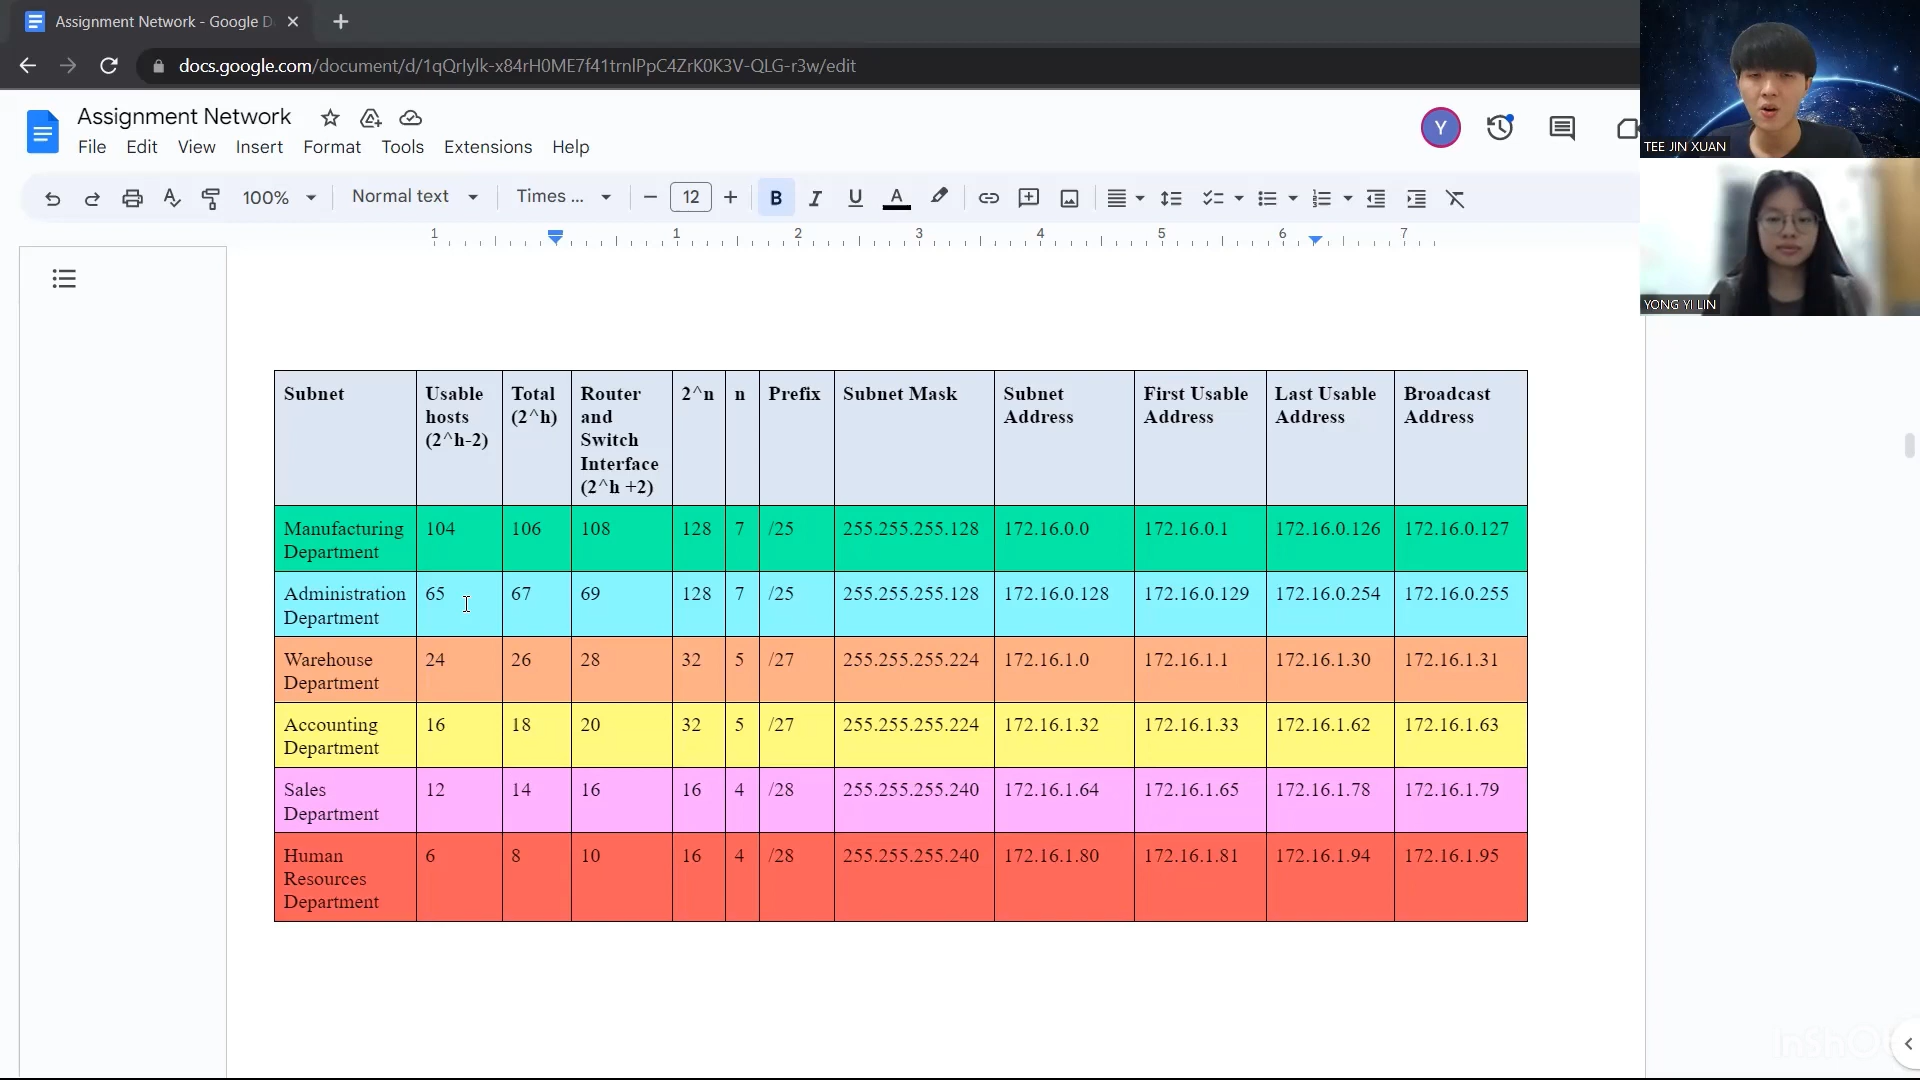 Assignment Network - Google D
docs.google.com/document/d/1qQrIylk-x84rH0ME7f41trnlPpC4ZrK0K3V-QLG-r3w/edit
Assignment Network
Y
File Edit View Insert Format Tools Extensions Help
100% Normal text Times ... 12 B I U A
1 1 2 3 4 5 6 7
TEE JIN XUAN
YONG YI LIN
Subnet Usable Total Router 2^n n Prefix Subnet Mask Subnet First Usable Last Usable Broadcast
hosts (2^h) and Address Address Address Address
(2^h-2) Switch
Interface
(2^h +2)
Manufacturing 104 106 108 128 7 /25 255.255.255.128 172.16.0.0 172.16.0.1 172.16.0.126 172.16.0.127
Department
Administration 65 67 69 128 7 /25 255.255.255.128 172.16.0.128 172.16.0.129 172.16.0.254 172.16.0.255
Department
Warehouse 24 26 28 32 5 /27 255.255.255.224 172.16.1.0 172.16.1.1 172.16.1.30 172.16.1.31
Department
Accounting 16 18 20 32 5 /27 255.255.255.224 172.16.1.32 172.16.1.33 172.16.1.62 172.16.1.63
Department
Sales 12 14 16 16 4 /28 255.255.255.240 172.16.1.64 172.16.1.65 172.16.1.78 172.16.1.79
Department
Human 6 8 10 16 4 /28 255.255.255.240 172.16.1.80 172.16.1.81 172.16.1.94 172.16.1.95
Resources
Department